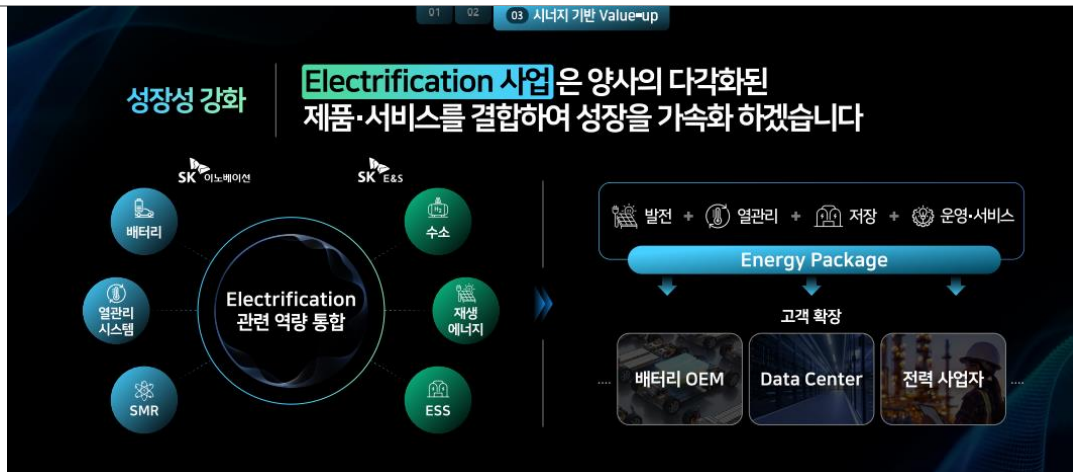 01 02 03 시너지 기반 Value-up
성장성 강화
Electrification 사업 은 양사의 다각화된
제품·서비스를 결합하여 성장을 가속화 하겠습니다
SK 이노베이션
SK E&S
배터리
열관리
시스템
SMR
Electrification
관련 역량 통합
H₂
수소
재생
에너지
ESS
발전 + 열관리 + 저장 + 운영·서비스
Energy Package
고객 확장
.... 배터리 OEM Data Center 전력 사업자 ....